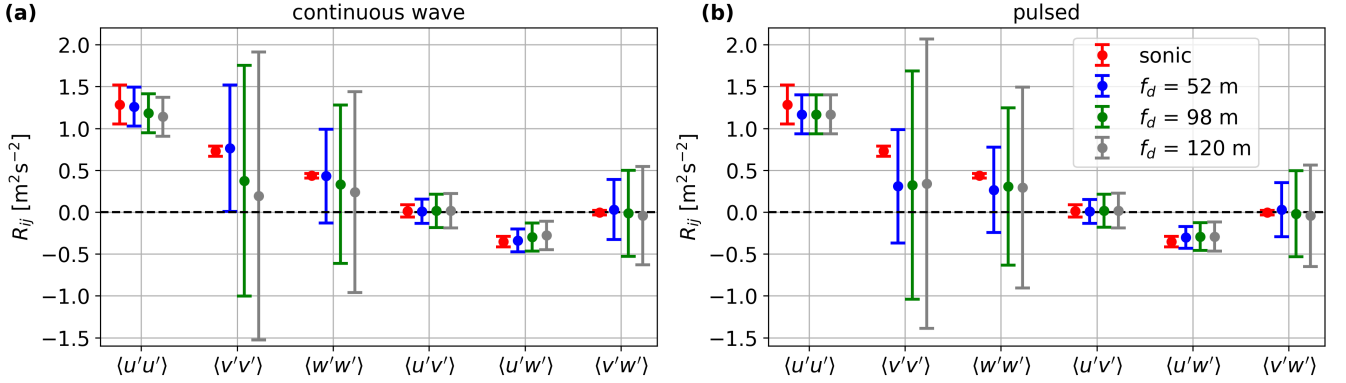 (a) continuous wave
R_ij [m²s⁻²]
2.0
1.5
1.0
0.5
0.0
−0.5
−1.0
−1.5
⟨u′u′⟩ ⟨v′v′⟩ ⟨w′w′⟩ ⟨u′v′⟩ ⟨u′w′⟩ ⟨v′w′⟩
(b) pulsed
R_ij [m²s⁻²]
2.0
1.5
1.0
0.5
0.0
−0.5
−1.0
−1.5
sonic
f_d = 52 m
f_d = 98 m
f_d = 120 m
⟨u′u′⟩ ⟨v′v′⟩ ⟨w′w′⟩ ⟨u′v′⟩ ⟨u′w′⟩ ⟨v′w′⟩